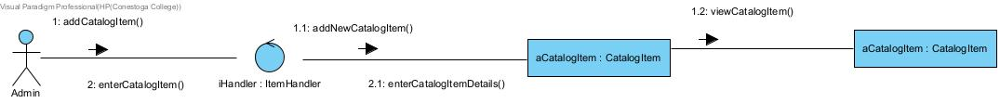 Visual Paradigm Professional(HP(Conestoga College))
1: addCatalogItem()
1.1: addNewCatalogItem()
1.2: viewCatalogItem()
aCatalogItem : CatalogItem
aCatalogItem : CatalogItem
2: enterCatalogItem()
iHandler : ItemHandler
2.1: enterCatalogItemDetails()
Admin